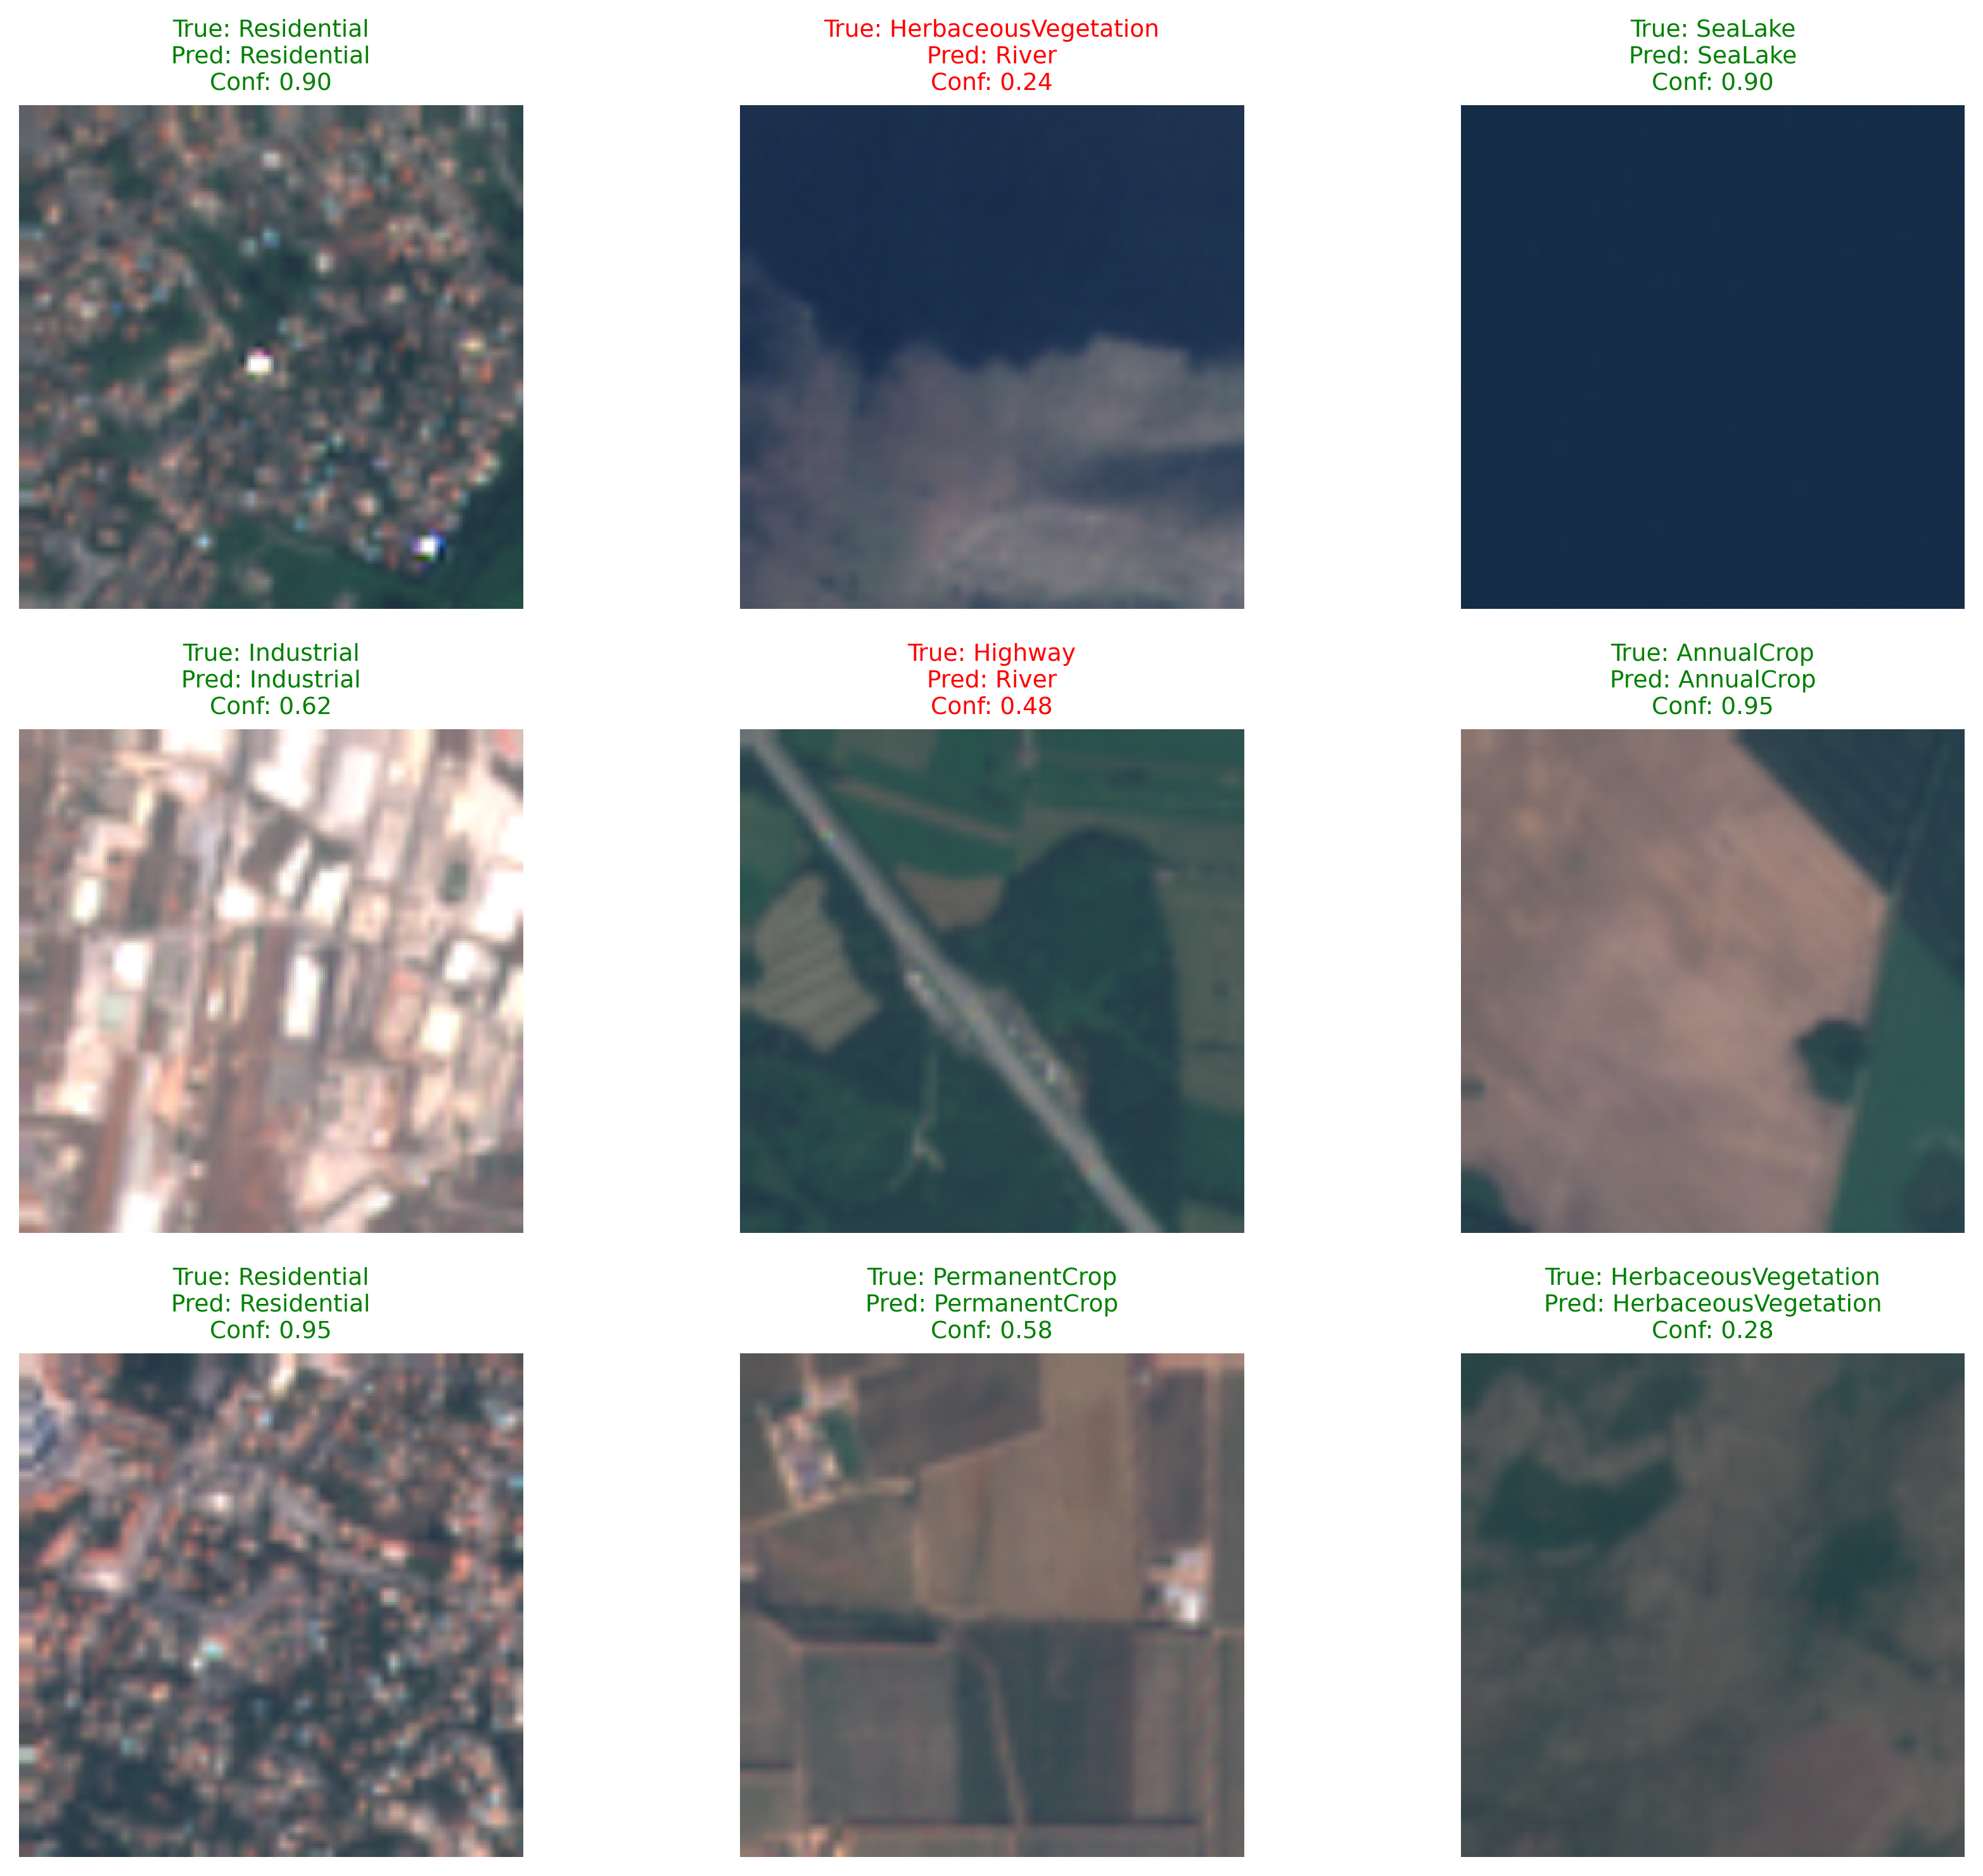 True: Residential
Pred: Residential
Conf: 0.90
True: HerbaceousVegetation
Pred: River
Conf: 0.24
True: SeaLake
Pred: SeaLake
Conf: 0.90
True: Industrial
Pred: Industrial
Conf: 0.62
True: Highway
Pred: River
Conf: 0.48
True: AnnualCrop
Pred: AnnualCrop
Conf: 0.95
True: Residential
Pred: Residential
Conf: 0.95
True: PermanentCrop
Pred: PermanentCrop
Conf: 0.58
True: HerbaceousVegetation
Pred: HerbaceousVegetation
Conf: 0.28